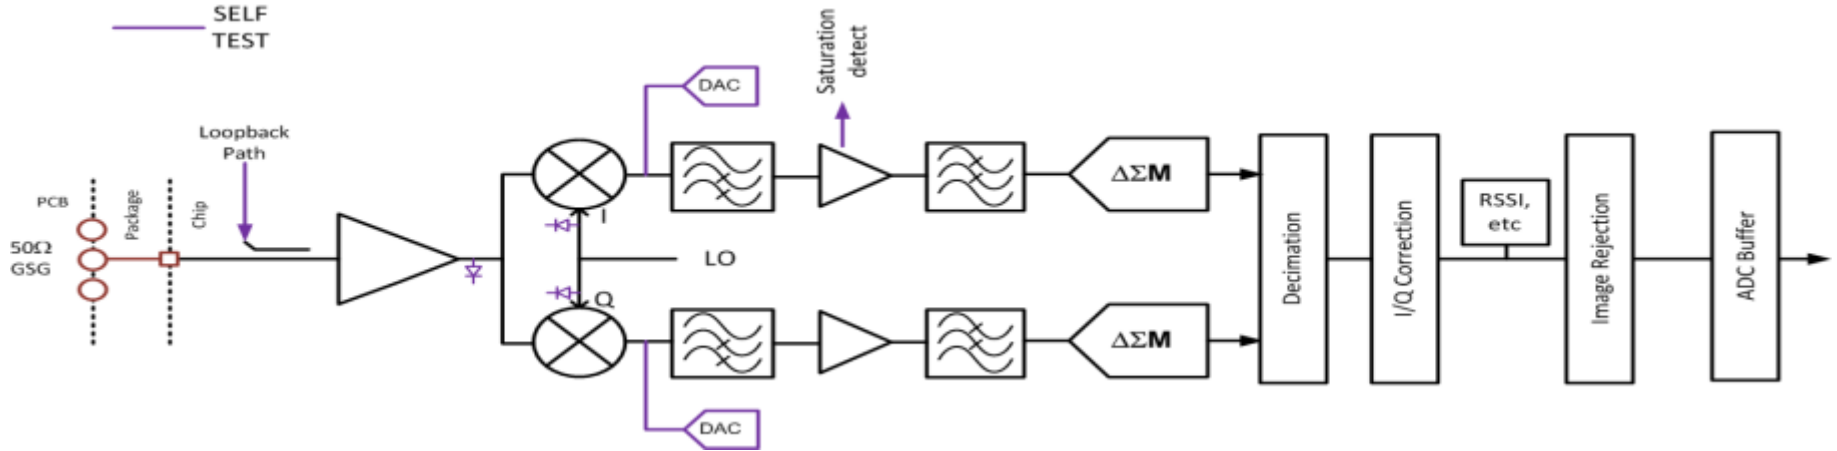 SELF
TEST
Saturation
detect
DAC
Loopback
Path
PCB
Package
Chip
50Ω
GSG
I
LO
Q
ΔΣM
ΔΣM
DAC
Decimation
I/Q Correction
RSSI,
etc
Image Rejection
ADC Buffer